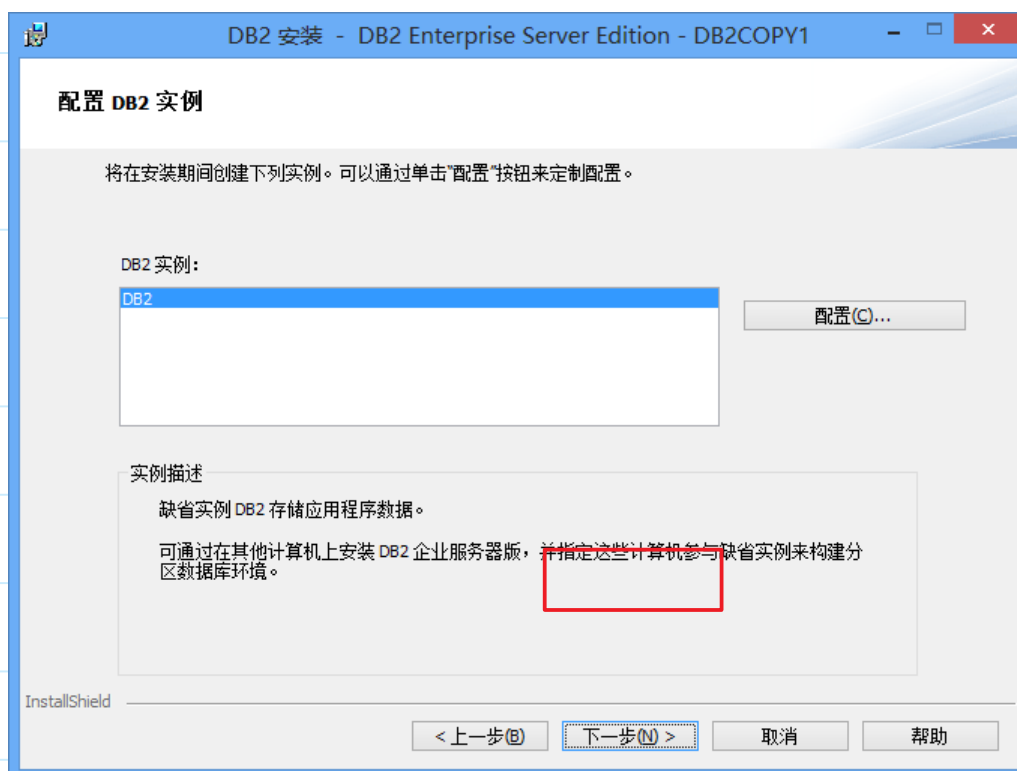 DB2 安装 - DB2 Enterprise Server Edition - DB2COPY1
配置 DB2 实例
将在安装期间创建下列实例。可以通过单击"配置"按钮来定制配置。
DB2 实例:
DB2
配置(C)...
实例描述
缺省实例 DB2 存储应用程序数据。
可通过在其他计算机上安装 DB2 企业服务器版，并指定这些计算机参与缺省实例来构建分
区数据库环境。
InstallShield
< 上一步(B)
下一步(N) >
取消
帮助